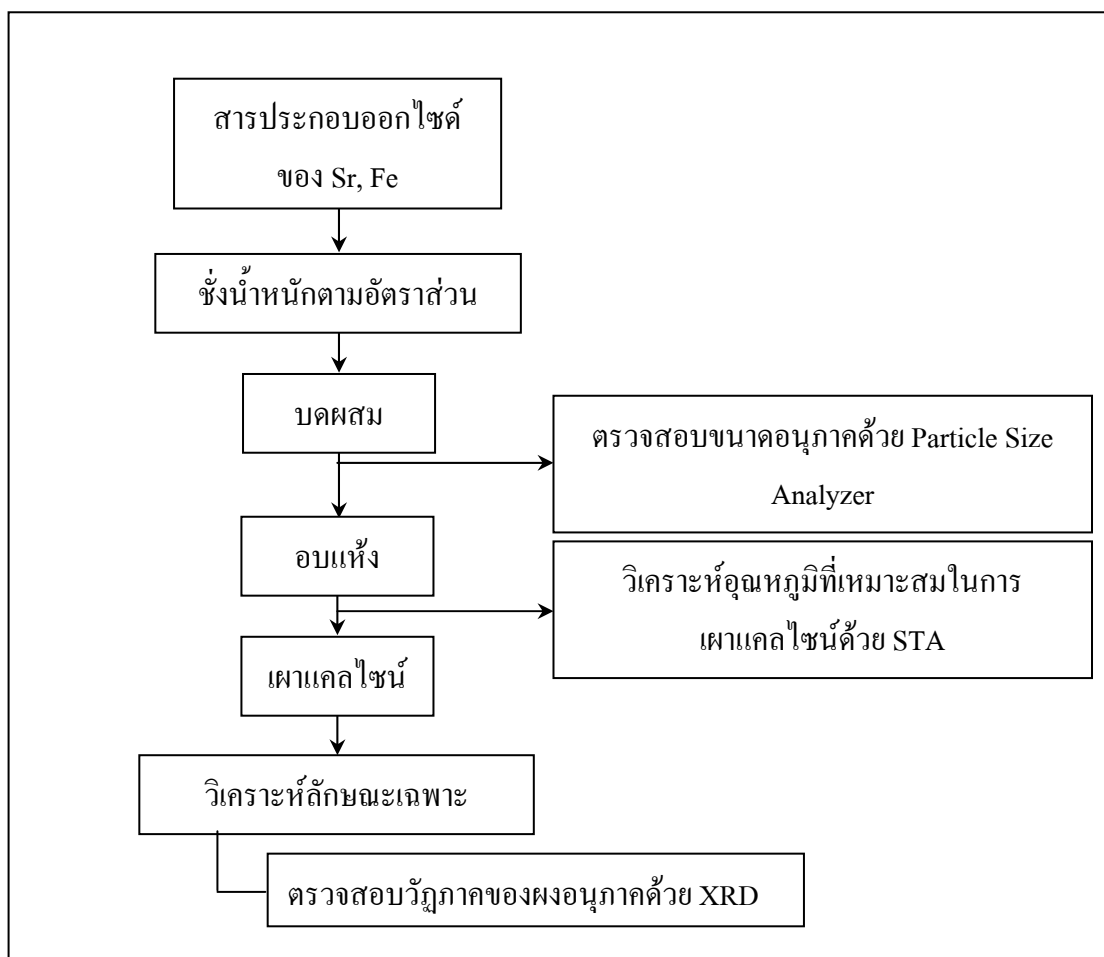 สารประกอบออกไซด์
ของ Sr, Fe
ชั่งน้ำหนักตามอัตราส่วน
บดผสม
ตรวจสอบขนาดอนุภาคด้วย Particle Size
Analyzer
อบแห้ง
วิเคราะห์อุณหภูมิที่เหมาะสมในการ
เผาแคลไซน์ด้วย STA
เผาแคลไซน์
วิเคราะห์ลักษณะเฉพาะ
ตรวจสอบวัฏภาคของผงอนุภาคด้วย XRD